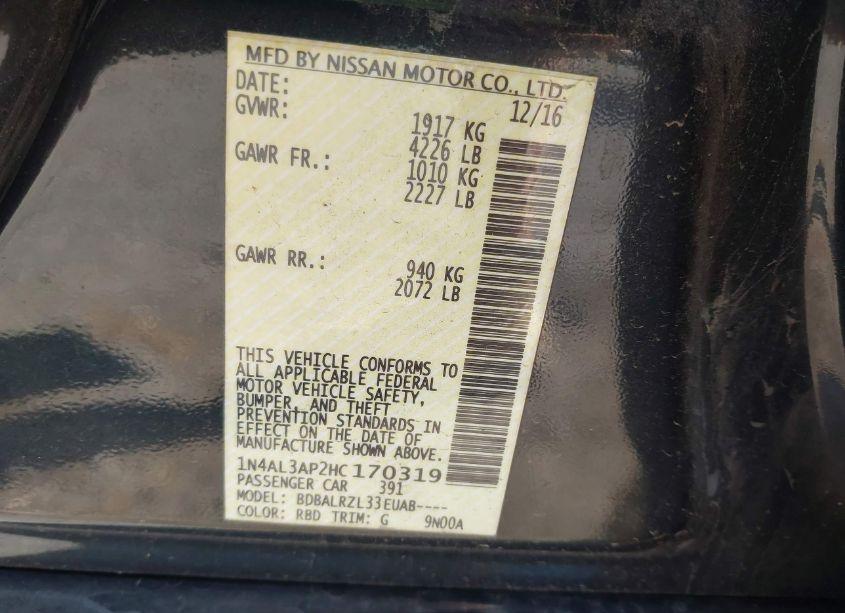 MFD BY NISSAN MOTOR CO., LTD.
DATE: 12/16
GVWR: 1917 KG
4226 LB
GAWR FR.: 1010 KG
2227 LB
GAWR RR.: 940 KG
2072 LB
THIS VEHICLE CONFORMS TO
ALL APPLICABLE FEDERAL
MOTOR VEHICLE SAFETY,
BUMPER, AND THEFT
PREVENTION STANDARDS IN
EFFECT ON THE DATE OF
MANUFACTURE SHOWN ABOVE.
1N4AL3AP2HC170319
PASSENGER CAR 391
MODEL: BDBALRZL33EUAB----
COLOR: RBD TRIM: G 9N00A